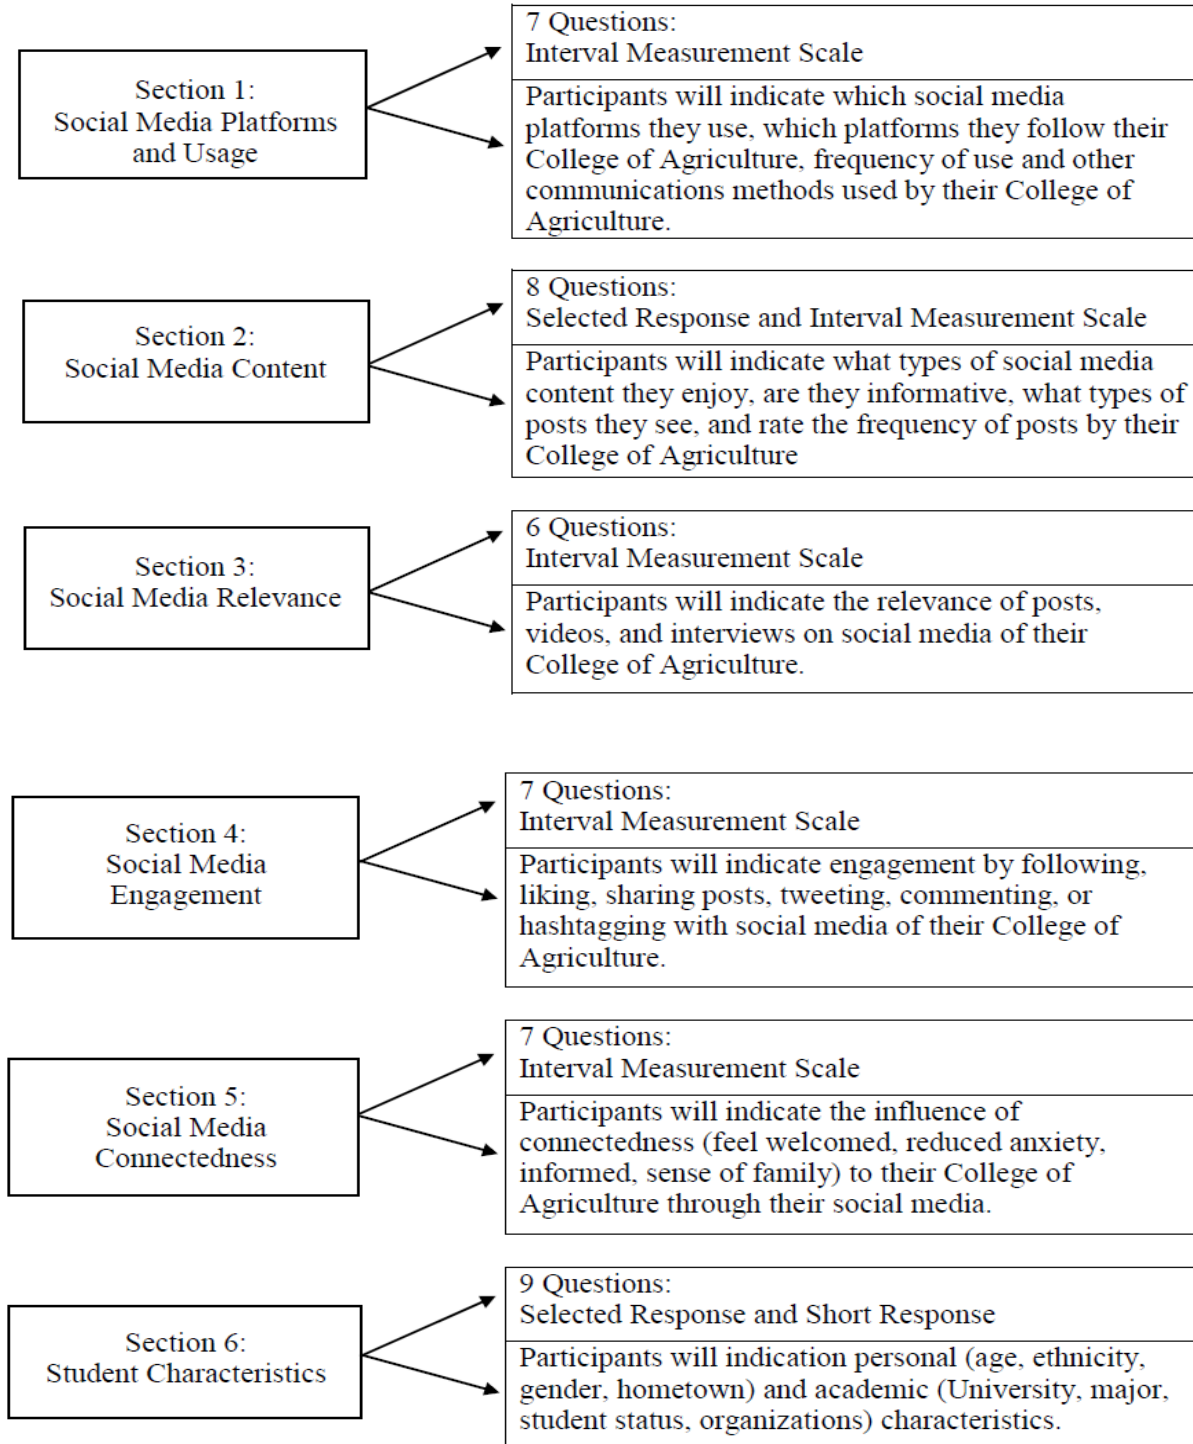 Section 1:
Social Media Platforms
and Usage
7 Questions:
Interval Measurement Scale
Participants will indicate which social media
platforms they use, which platforms they follow their
College of Agriculture, frequency of use and other
communications methods used by their College of
Agriculture.
Section 2:
Social Media Content
8 Questions:
Selected Response and Interval Measurement Scale
Participants will indicate what types of social media
content they enjoy, are they informative, what types of
posts they see, and rate the frequency of posts by their
College of Agriculture
Section 3:
Social Media Relevance
6 Questions:
Interval Measurement Scale
Participants will indicate the relevance of posts,
videos, and interviews on social media of their
College of Agriculture.
Section 4:
Social Media
Engagement
7 Questions:
Interval Measurement Scale
Participants will indicate engagement by following,
liking, sharing posts, tweeting, commenting, or
hashtagging with social media of their College of
Agriculture.
Section 5:
Social Media
Connectedness
7 Questions:
Interval Measurement Scale
Participants will indicate the influence of
connectedness (feel welcomed, reduced anxiety,
informed, sense of family) to their College of
Agriculture through their social media.
Section 6:
Student Characteristics
9 Questions:
Selected Response and Short Response
Participants will indication personal (age, ethnicity,
gender, hometown) and academic (University, major,
student status, organizations) characteristics.